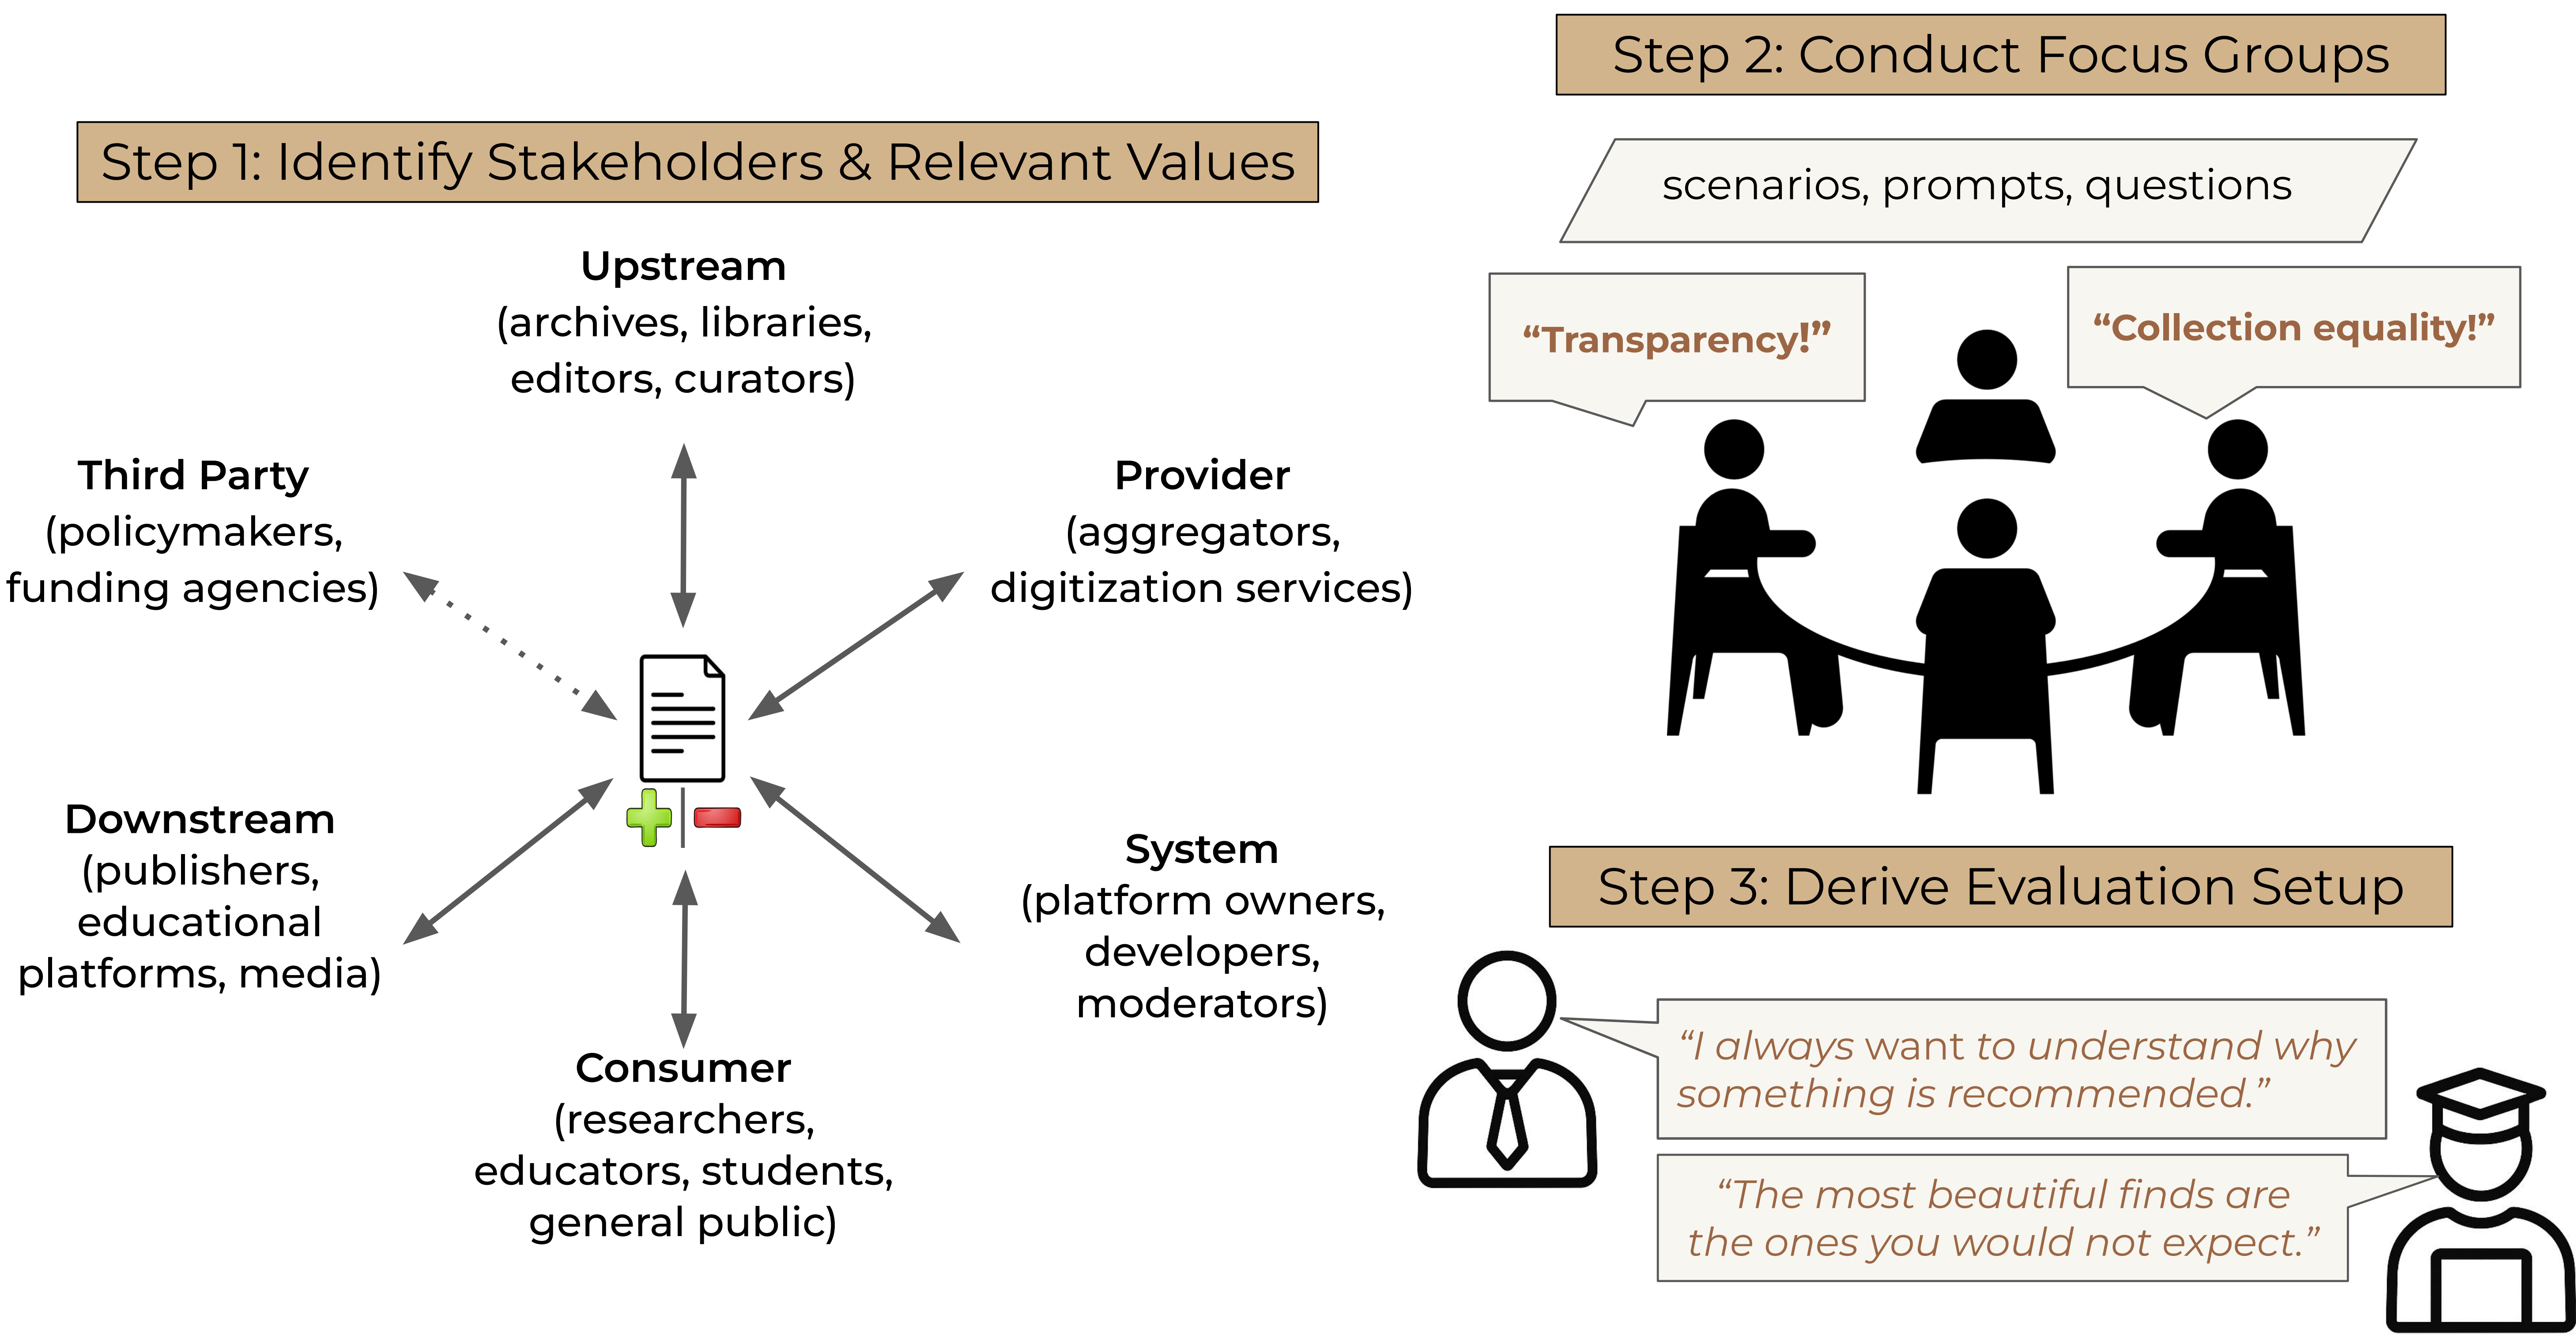 Step 1: Identify Stakeholders & Relevant Values
Upstream
(archives, libraries,
editors, curators)
Third Party
(policymakers,
funding agencies)
Provider
(aggregators,
digitization services)
Downstream
(publishers,
educational
platforms, media)
System
(platform owners,
developers,
moderators)
Consumer
(researchers,
educators, students,
general public)
Step 2: Conduct Focus Groups
scenarios, prompts, questions
“Transparency!”
“Collection equality!”
Step 3: Derive Evaluation Setup
“I always want to understand why
something is recommended.”
“The most beautiful finds are
the ones you would not expect.”